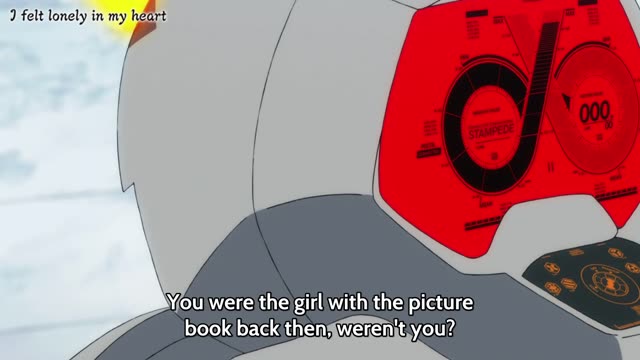 I felt lonely in my heart
STAMPEDE
000
You were the girl with the picture
book back then, weren't you?